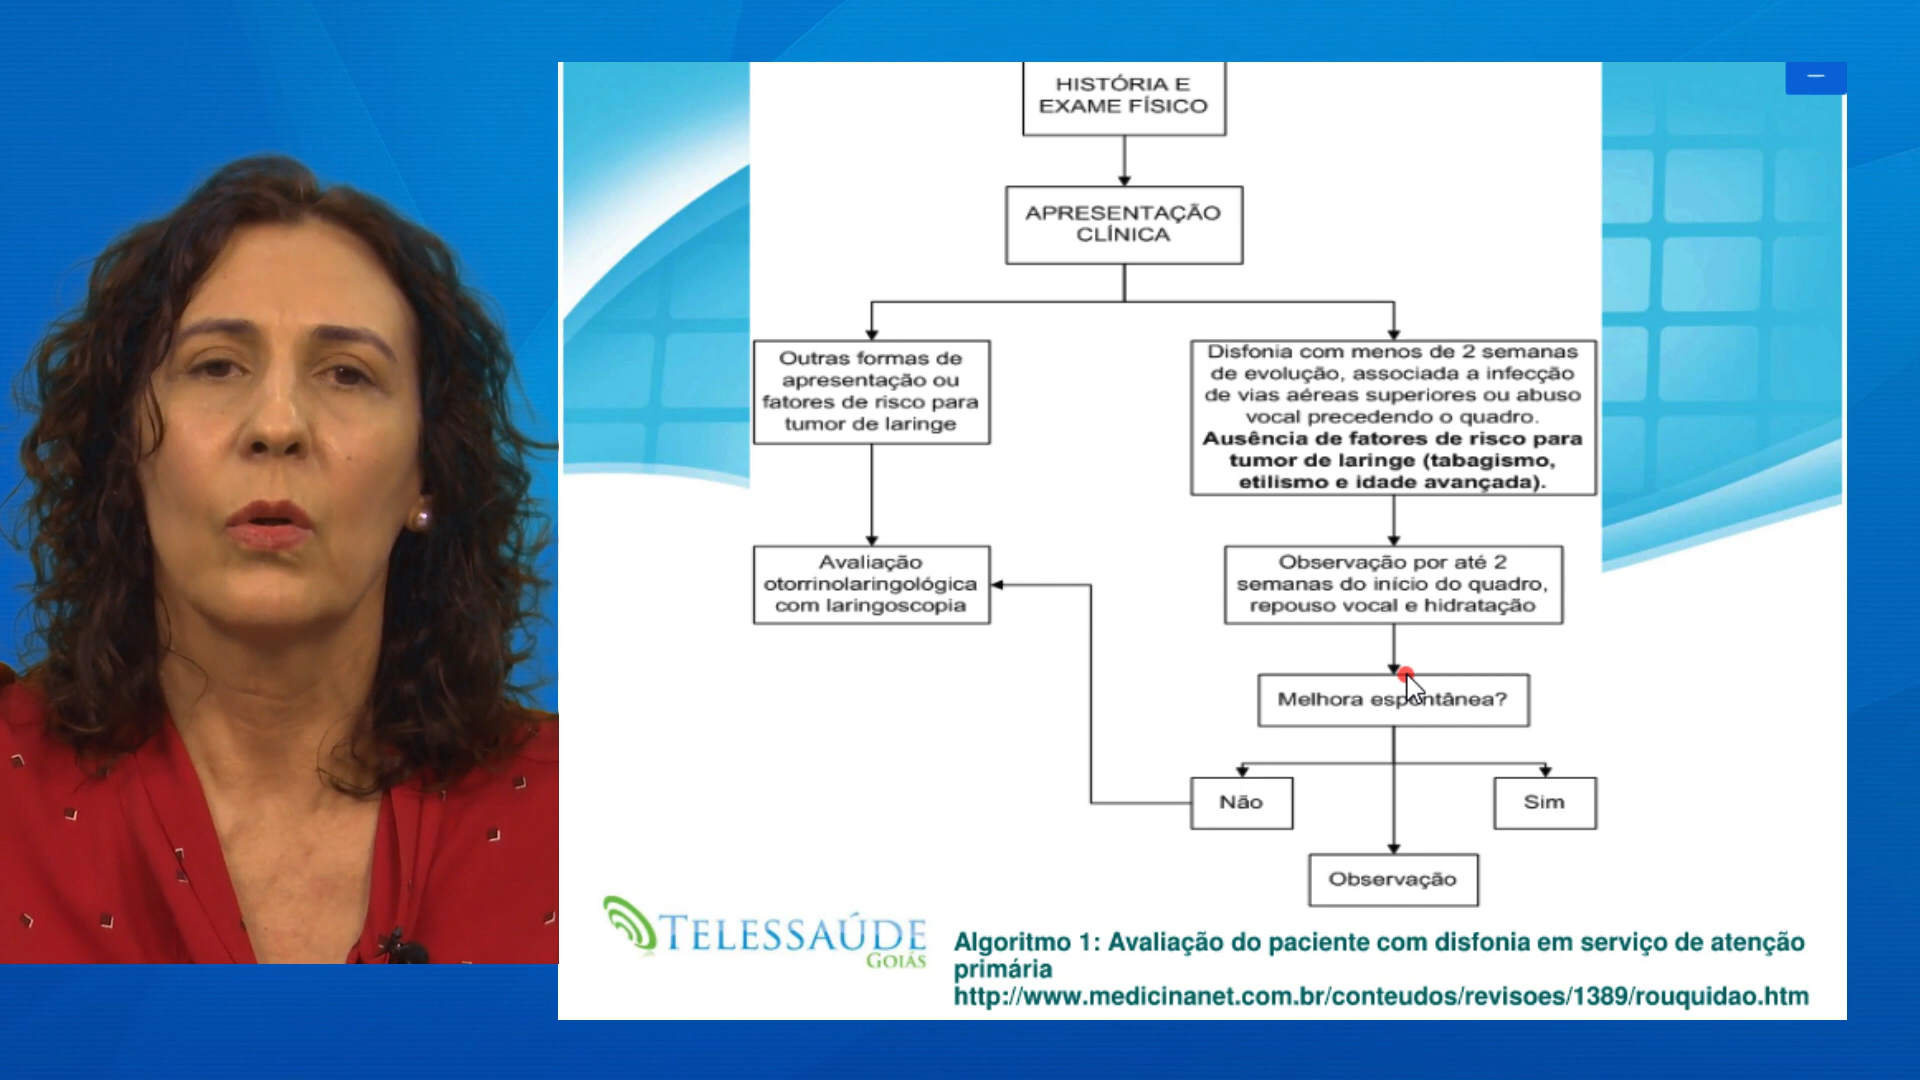 HISTÓRIA E
EXAME FÍSICO
APRESENTAÇÃO
CLÍNICA
Outras formas de
apresentação ou
fatores de risco para
tumor de laringe
Disfonia com menos de 2 semanas
de evolução, associada a infecção
de vias aéreas superiores ou abuso
vocal precedendo o quadro.
Ausência de fatores de risco para
tumor de laringe (tabagismo,
etilismo e idade avançada).
Avaliação
otorrinolaringológica
com laringoscopia
Observação por até 2
semanas do início do quadro,
repouso vocal e hidratação
Melhora espontânea?
Não
Sim
Observação
TELESSAÚDE
GOIÁS
Algoritmo 1: Avaliação do paciente com disfonia em serviço de atenção
primária
http://www.medicinanet.com.br/conteudos/revisoes/1389/rouquidao.htm